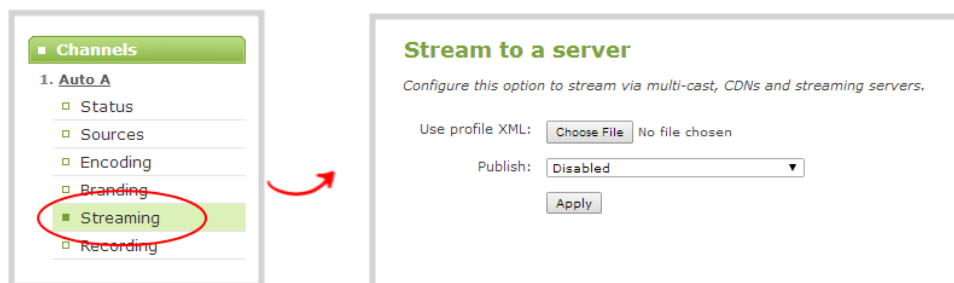 Channels
1. Auto A
Status
Sources
Encoding
Branding
Streaming
Recording
Stream to a server
Configure this option to stream via multi-cast, CDNs and streaming servers.
Use profile XML: Choose File No file chosen
Publish: Disabled
Apply